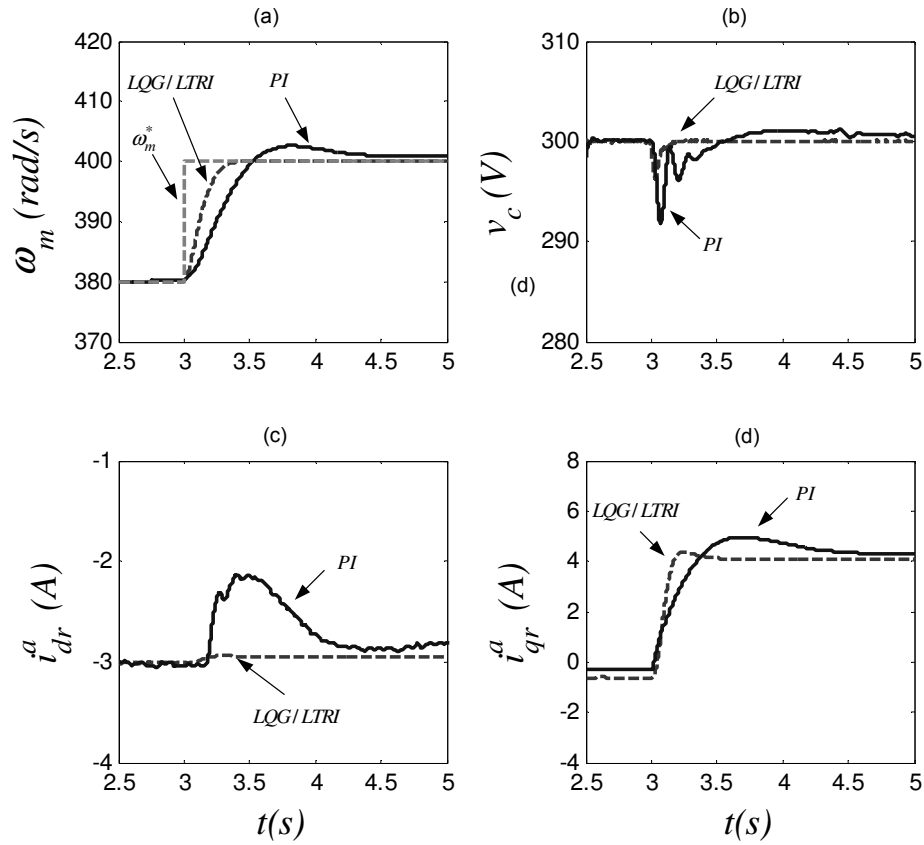 (a)
420
410
400
390
380
370
ω_m (rad/s)
LQG/LTRI
PI
ω*_m
2.5 3 3.5 4 4.5 5
(b)
310
300
290
280
v_c (V)
LQG/LTRI
PI
(d)
2.5 3 3.5 4 4.5 5
(c)
-1
-2
-3
-4
i^a_dr (A)
PI
LQG/LTRI
2.5 3 3.5 4 4.5 5
t(s)
(d)
8
6
4
2
0
-2
-4
i^a_qr (A)
PI
LQG/LTRI
2.5 3 3.5 4 4.5 5
t(s)